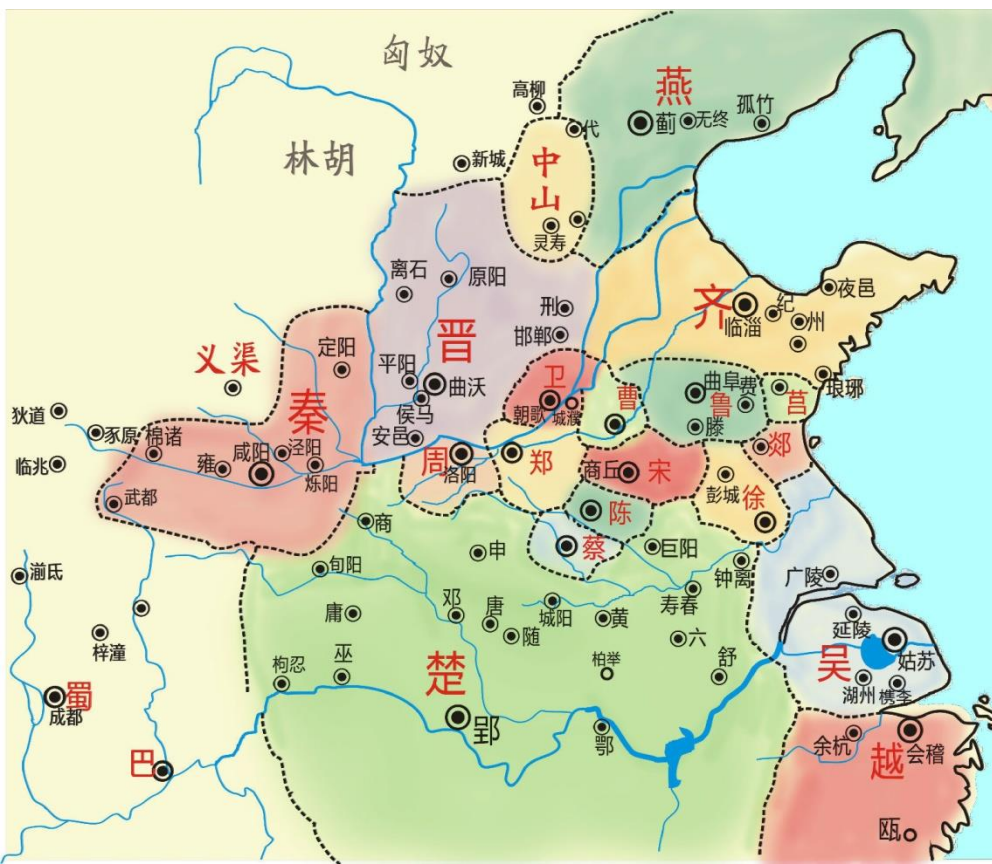 匈奴
高柳
燕
代
蓟
无终
孤竹
林胡
新城
中山
灵寿
离石
原阳
刑
邯郸
晋
齐
临淄
纪
州
夜邑
琅琊
义渠
定阳
平阳
曲沃
侯马
安邑
卫
朝歌
城濮
曹
曲阜
费
鲁
滕
莒
郯
狄道
豕原
棉诸
临兆
秦
雍
咸阳
泾阳
烁阳
武都
周
洛阳
郑
商丘
宋
彭城
徐
陈
蔡
巨阳
钟离
商
申
旬阳
湔氐
广陵
庸
邓
唐
随
城阳
黄
寿春
六
舒
延陵
吴
姑苏
湖州
槜李
梓潼
枸忍
巫
楚
柏举
蜀
成都
郢
鄂
巴
余杭
越
会稽
瓯